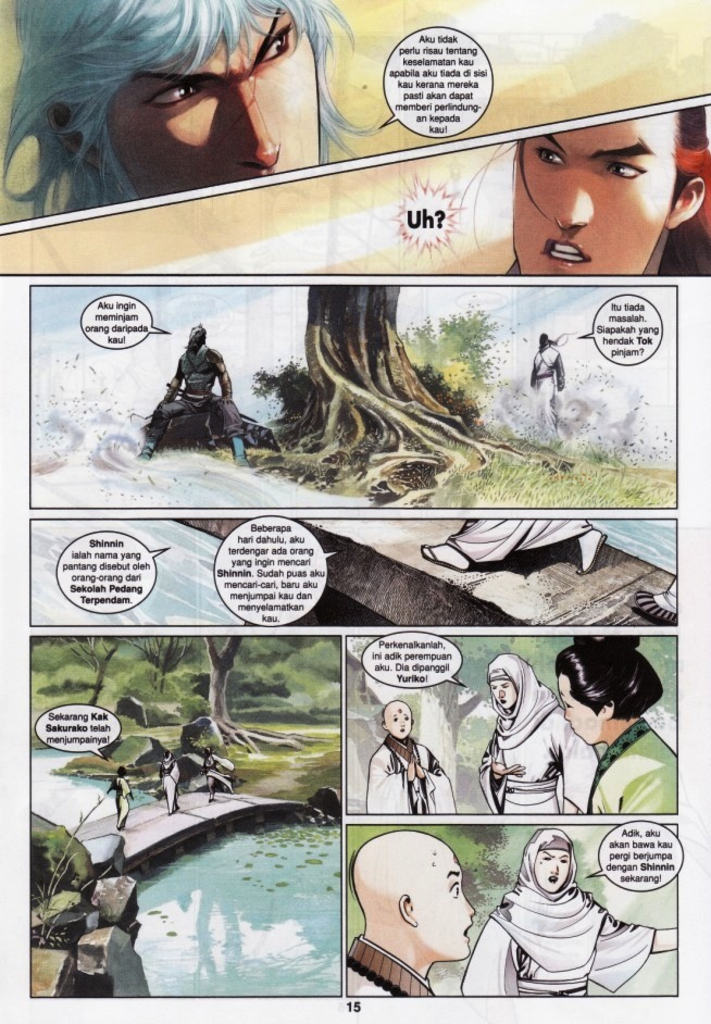 Aku tidak
perlu risau tentang
keselamatan kau
apabila aku tiada di sisi
kau kerana mereka
pasti akan dapat
memberi perlindung-
an kepada
kau!
Uh?
Aku ingin
meminjam
orang daripada
kau!
Itu tiada
masalah.
Siapakah yang
hendak Tok
pinjam?
Shinnin
ialah nama yang
pantang disebut oleh
orang-orang dari
Sekolah Pedang
Terpendam.
Beberapa
hari dahulu, aku
terdengar ada orang
yang ingin mencari
Shinnin. Sudah puas aku
mencari-cari, baru aku
menjumpai kau dan
menyelamatkan
kau.
Sekarang Kak
Sakurako telah
menjumpainya!
Perkenalkanlah,
ini adik perempuan
aku. Dia dipanggil
Yuriko!
Adik, aku
akan bawa kau
pergi berjumpa
dengan Shinnin
sekarang!
15